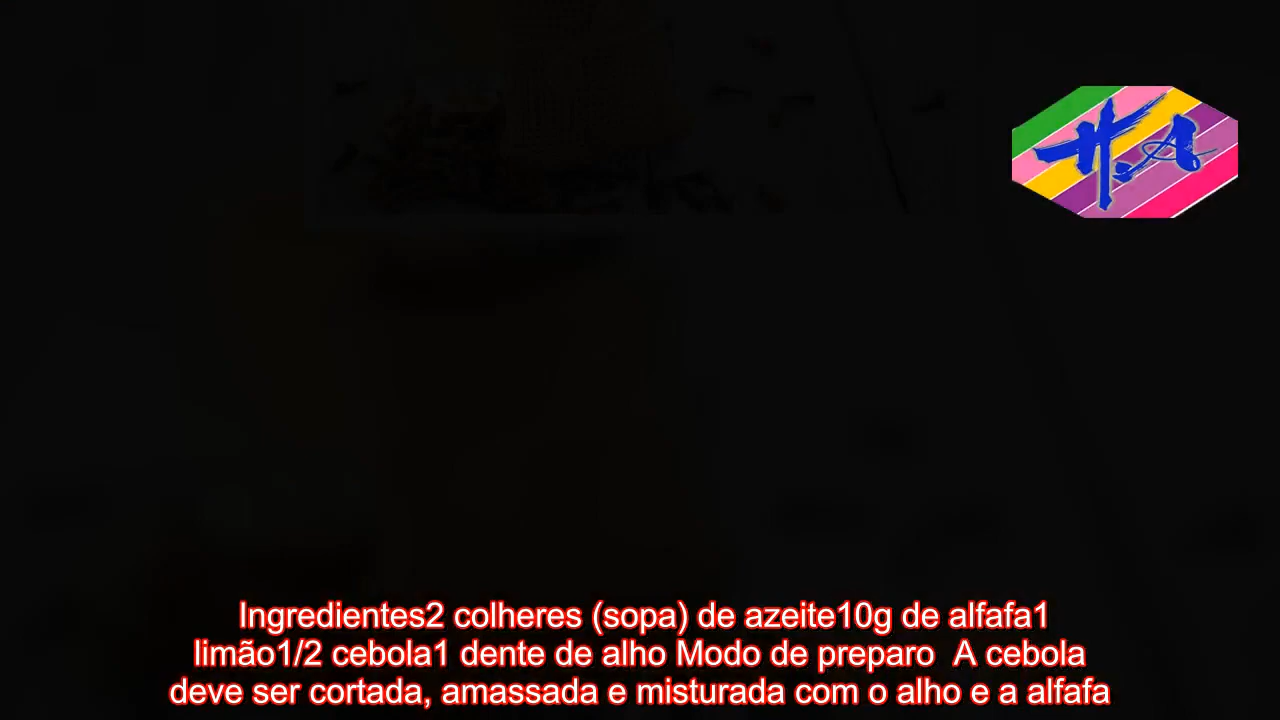 H.A
Ingredientes2 colheres (sopa) de azeite10g de alfafa1
limão1/2 cebola1 dente de alho Modo de preparo  A cebola
deve ser cortada, amassada e misturada com o alho e a alfafa